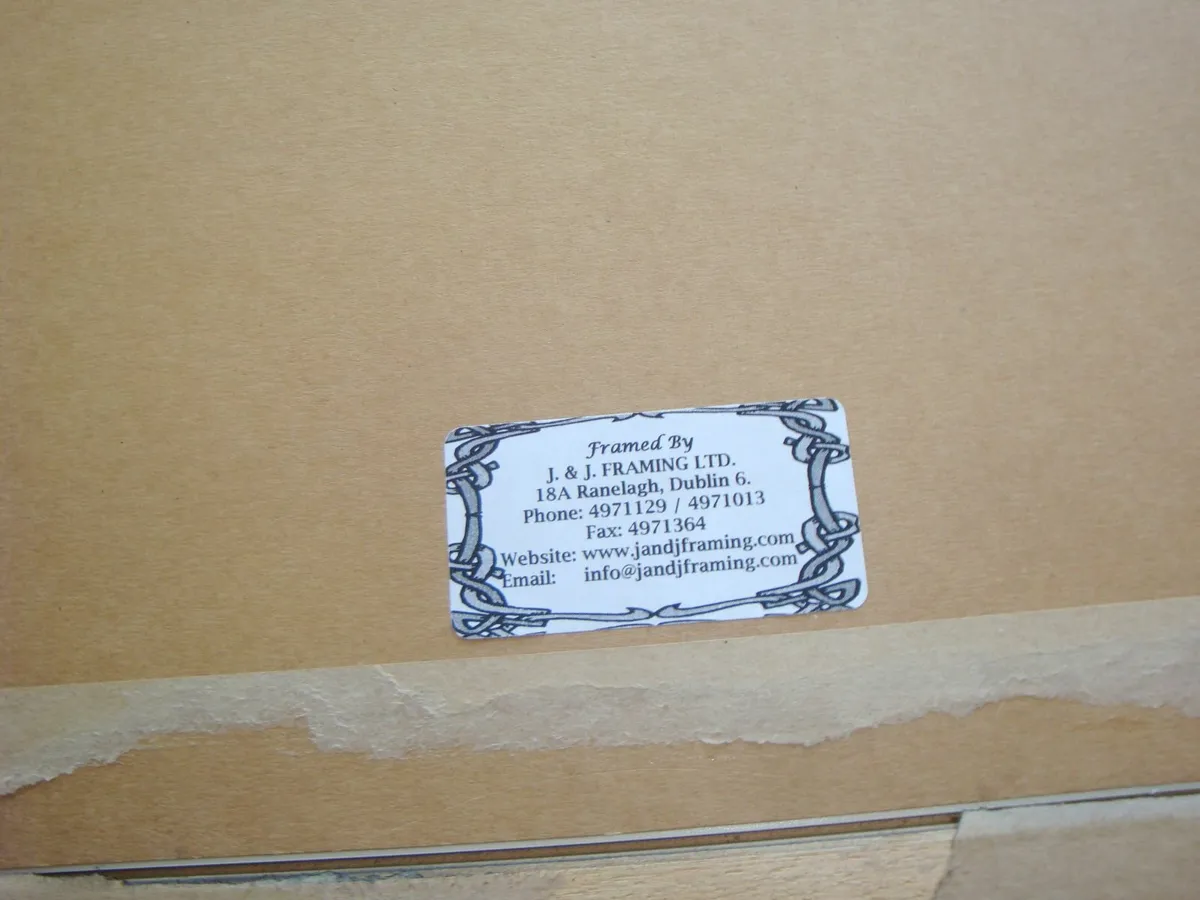 Framed By
J. & J. FRAMING LTD.
18A Ranelagh, Dublin 6.
Phone: 4971129 / 4971013
Fax: 4971364
Website: www.jandjframing.com
Email: info@jandjframing.com